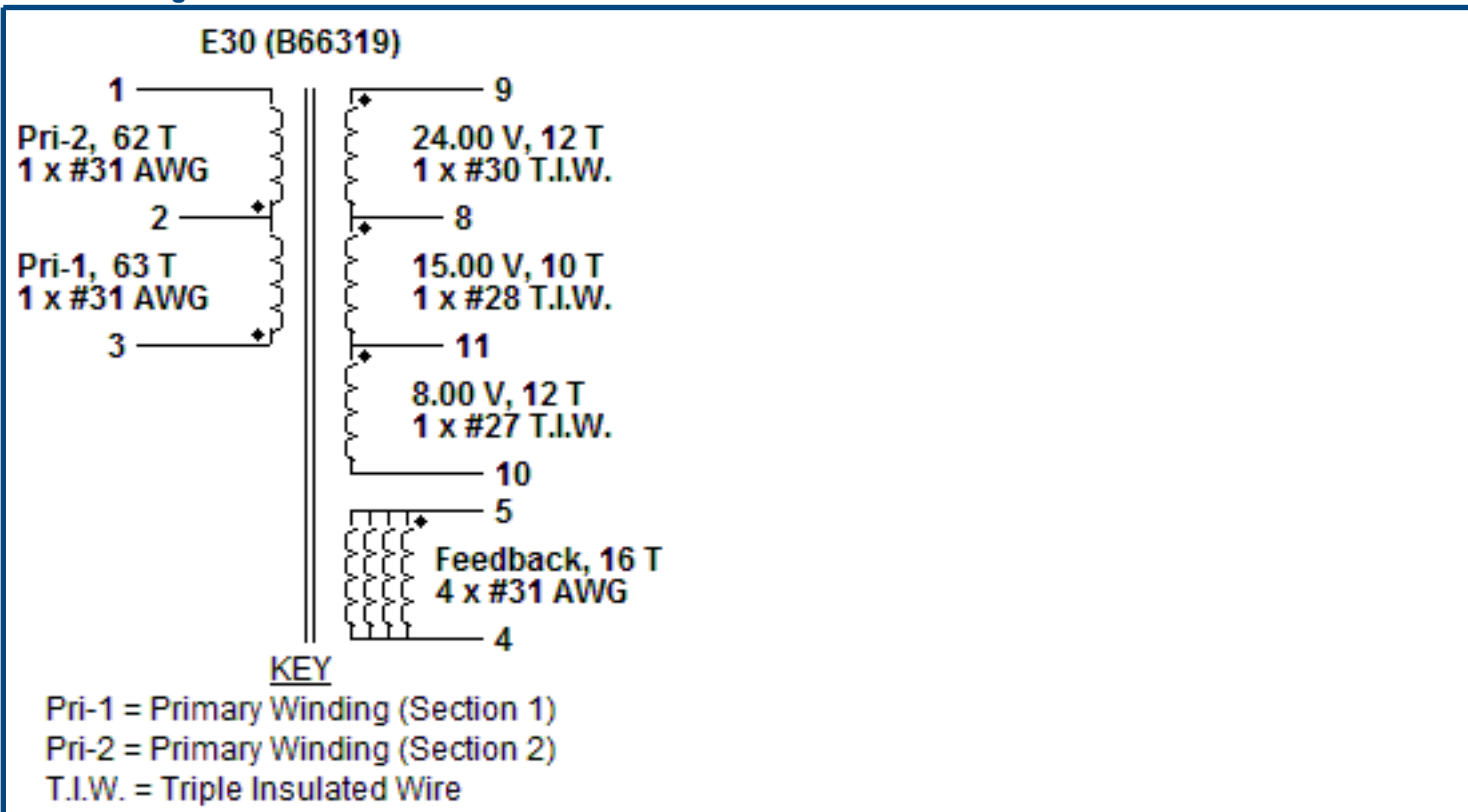 E30 (B66319)
1
Pri-2, 62 T
1 x #31 AWG
2
Pri-1, 63 T
1 x #31 AWG
3
9
24.00 V, 12 T
1 x #30 T.I.W.
8
15.00 V, 10 T
1 x #28 T.I.W.
11
8.00 V, 12 T
1 x #27 T.I.W.
10
5
Feedback, 16 T
4 x #31 AWG
4
KEY
Pri-1 = Primary Winding (Section 1)
Pri-2 = Primary Winding (Section 2)
T.I.W. = Triple Insulated Wire